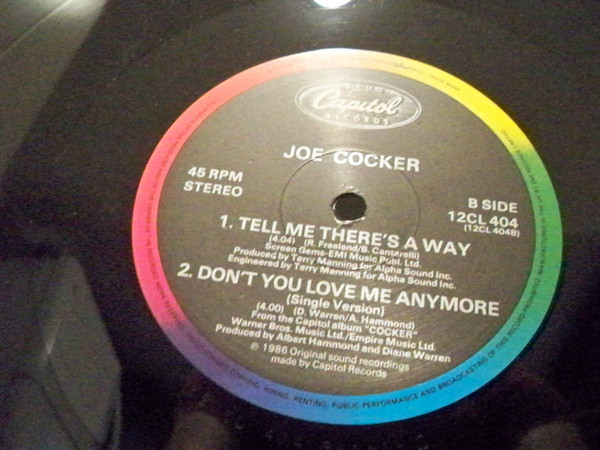 Capitol
RECORDS
JOE COCKER
45 RPM
STEREO
B SIDE
12CL 404
(12CL 404B)
1. TELL ME THERE'S A WAY
(4.04) (R. Freeland/B. Cantarelli)
Screen Gems-EMI Music Publ. Ltd.
Produced by Terry Manning for Alpha Sound Inc.
Engineered by Terry Manning for Alpha Sound Inc.
2. DON'T YOU LOVE ME ANYMORE
(Single Version)
(4.00) (D. Warren/A. Hammond)
From the Capitol album "COCKER"
Warner Bros. Music Ltd./Empire Music Ltd.
Produced by Albert Hammond and Diane Warren
℗ 1986 Original sound recordings
made by Capitol Records
COPYING, HIRING, RENTING, PUBLIC PERFORMANCE AND BROADCASTING OF THIS RECORD PROHIBITED.